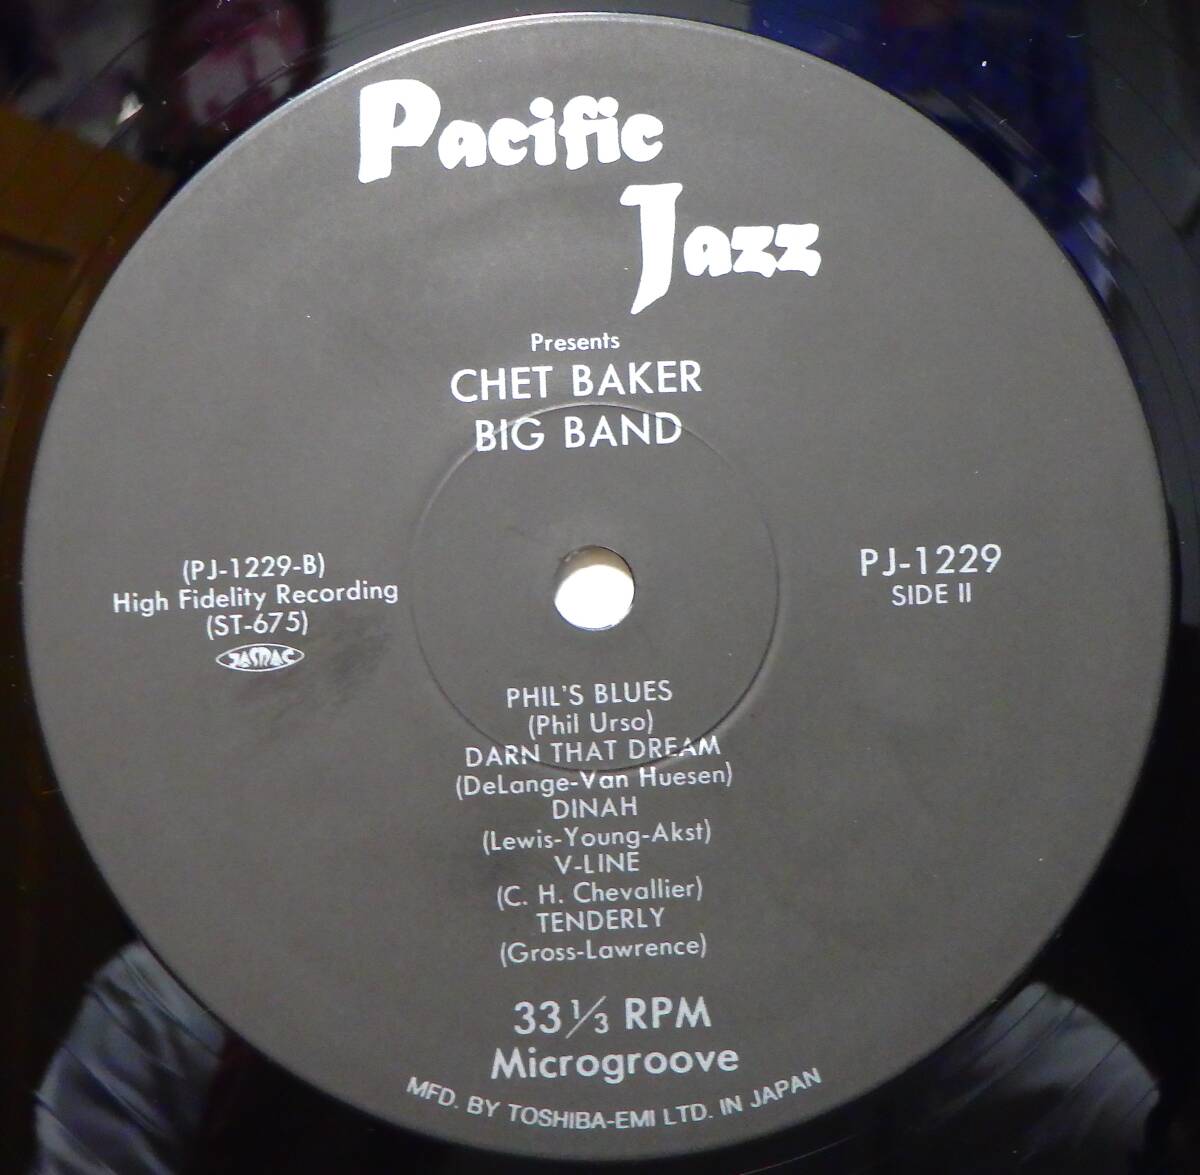 Pacific
Jazz
Presents
CHET BAKER
BIG BAND
(PJ-1229-B)
High Fidelity Recording
(ST-675)
JASRAC
PJ-1229
SIDE II
PHIL'S BLUES
(Phil Urso)
DARN THAT DREAM
(DeLange-Van Huesen)
DINAH
(Lewis-Young-Akst)
V-LINE
(C. H. Chevallier)
TENDERLY
(Gross-Lawrence)
33 1/3 RPM
Microgroove
MFD. BY TOSHIBA-EMI LTD. IN JAPAN